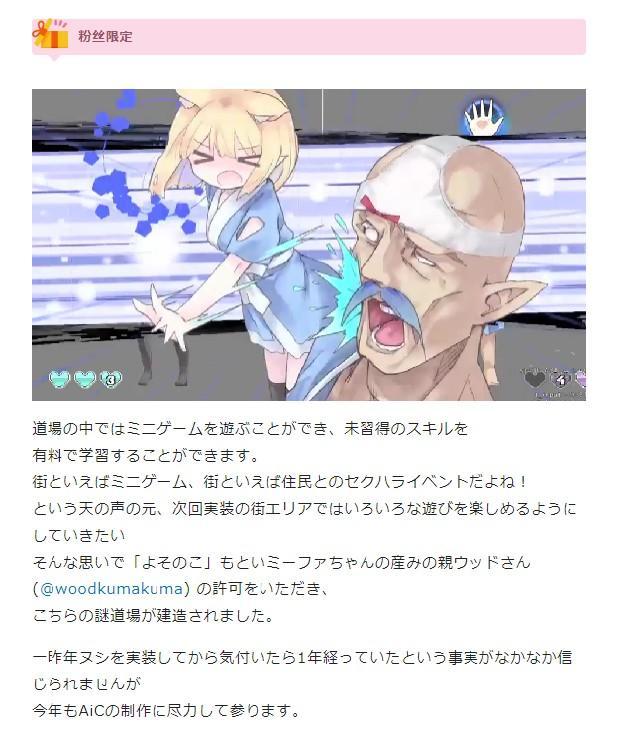 粉丝限定
道場の中ではミニゲームを遊ぶことができ、未習得のスキルを
有料で学習することができます。
街といえばミニゲーム、街といえば住民とのセクハライベントだよね！
という天の声の元、次回実装の街エリアではいろいろな遊びを楽しめるように
していきたい
そんな思いで「よそのこ」もといミーファちゃんの産みの親ウッドさん
(@woodkumakuma) の許可をいただき、
こちらの謎道場が建造されました。
一昨年ヌシを実装してから気付いたら1年経っていたという事実がなかなか信
じられませんが
今年もAiCの制作に尽力して参ります。